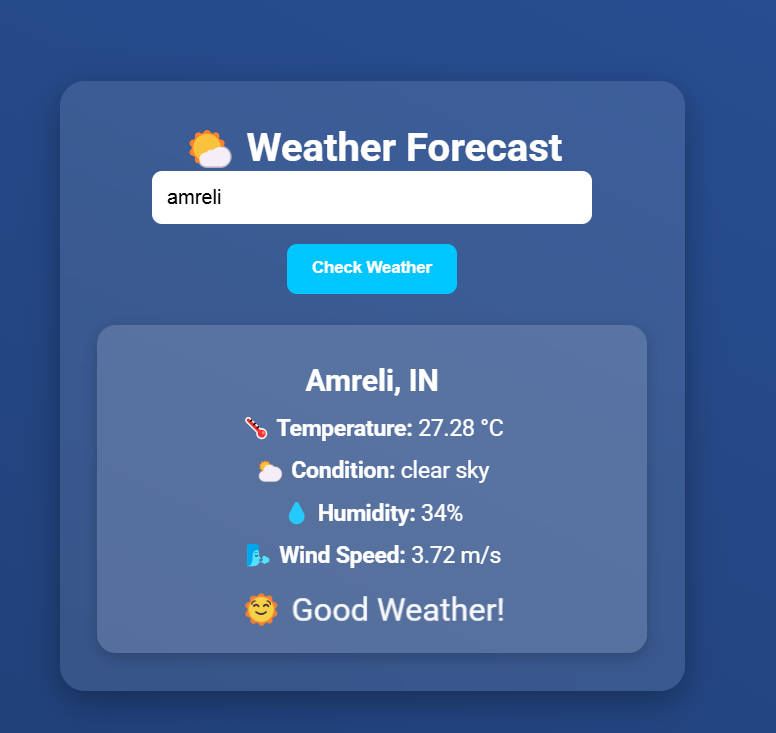 Weather Forecast
amreli
Check Weather
Amreli, IN
Temperature: 27.28 °C
Condition: clear sky
Humidity: 34%
Wind Speed: 3.72 m/s
Good Weather!